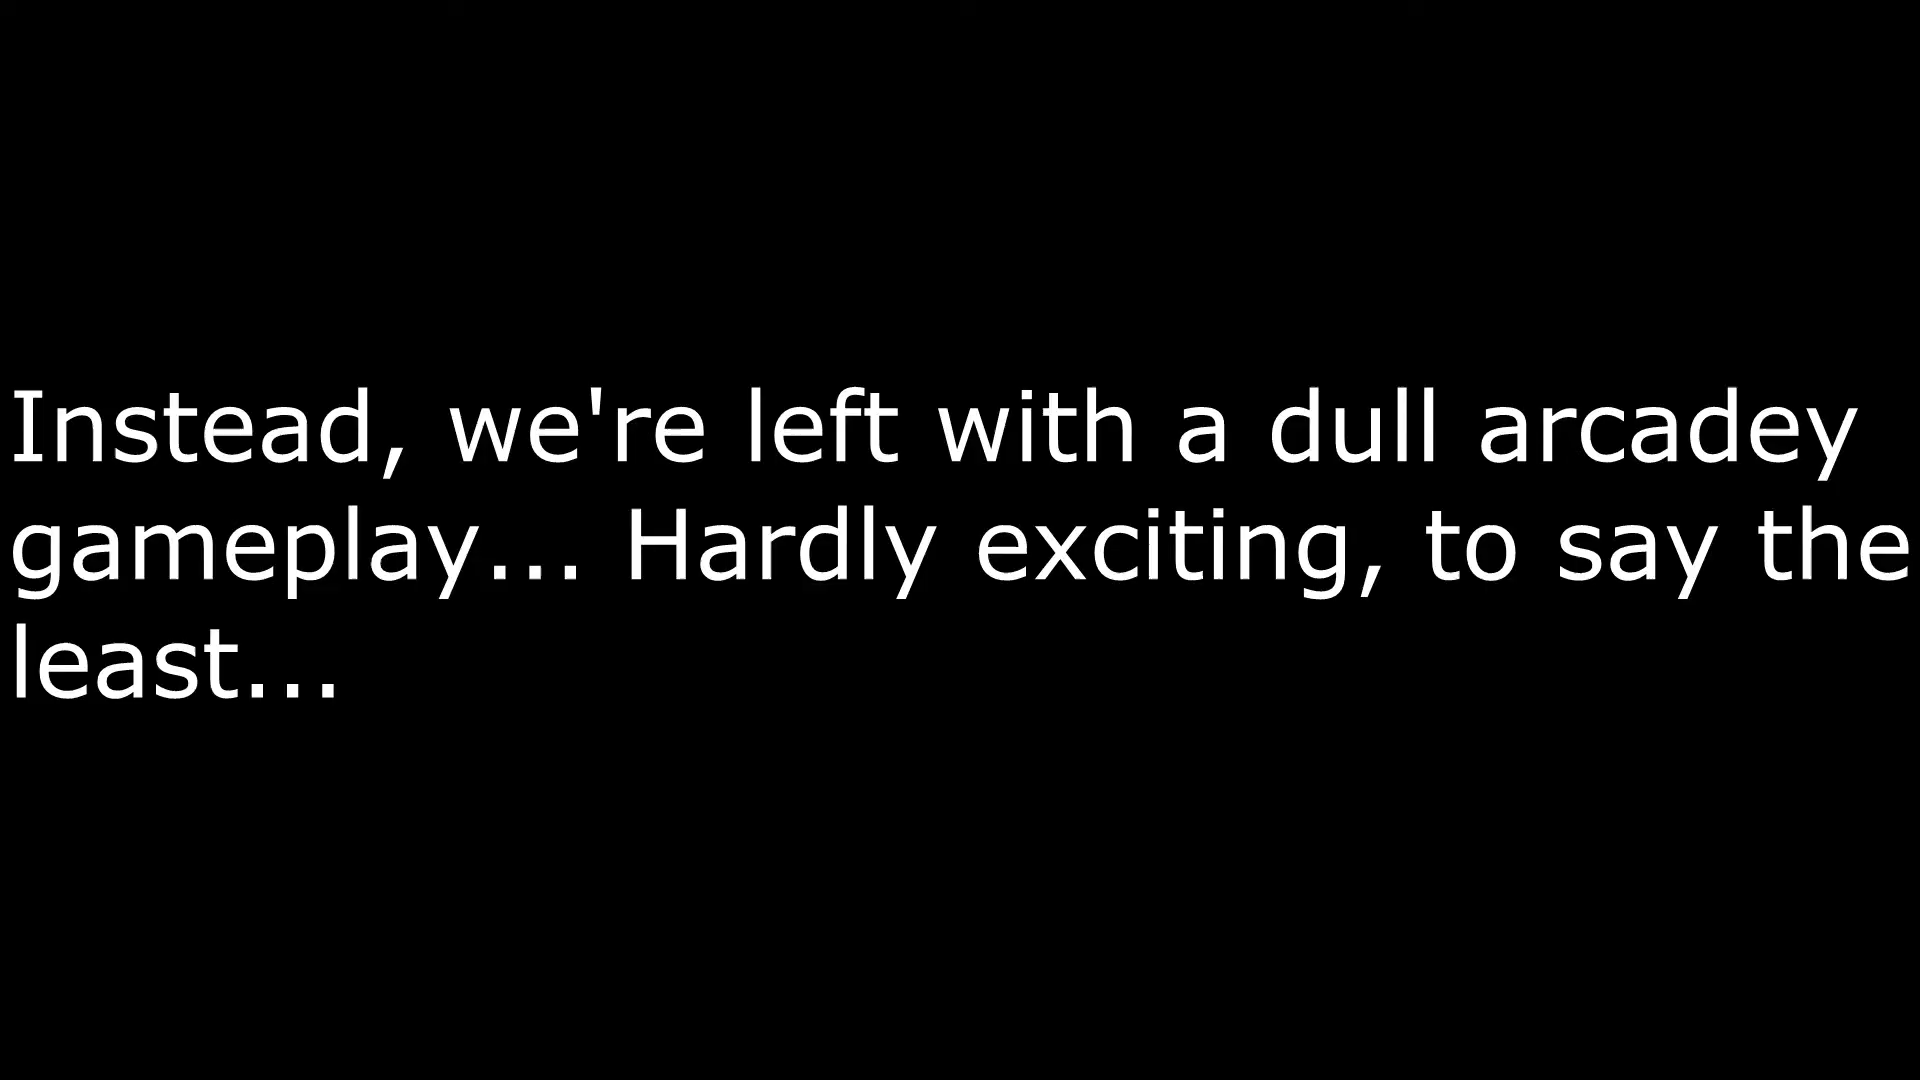 Instead, we're left with a dull arcadey
gameplay... Hardly exciting, to say the
least...